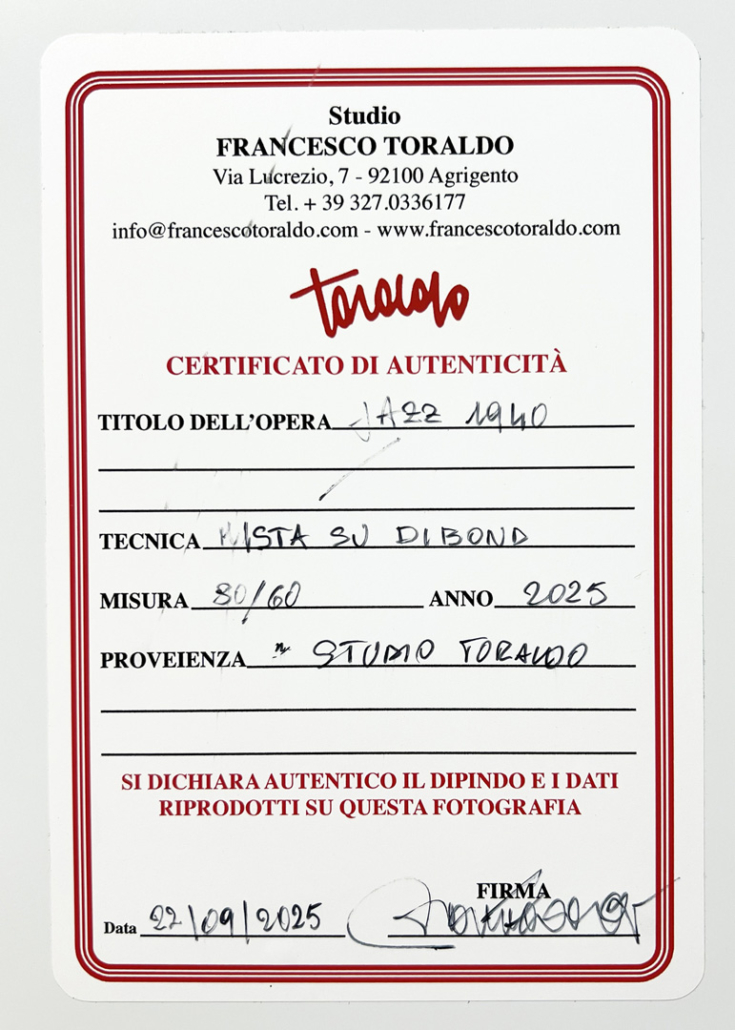 Studio
FRANCESCO TORALDO
Via Lucrezio, 7 - 92100 Agrigento
Tel. + 39 327.0336177
info@francescotoraldo.com - www.francescotoraldo.com
toraldo
CERTIFICATO DI AUTENTICITÀ
TITOLO DELL'OPERA JAZZ 1940
TECNICA MISTA SU DIBOND
MISURA 80/60 ANNO 2025
PROVEIENZA STUDIO TORALDO
SI DICHIARA AUTENTICO IL DIPINDO E I DATI
RIPRODOTTI SU QUESTA FOTOGRAFIA
FIRMA
Data 22/09/2025